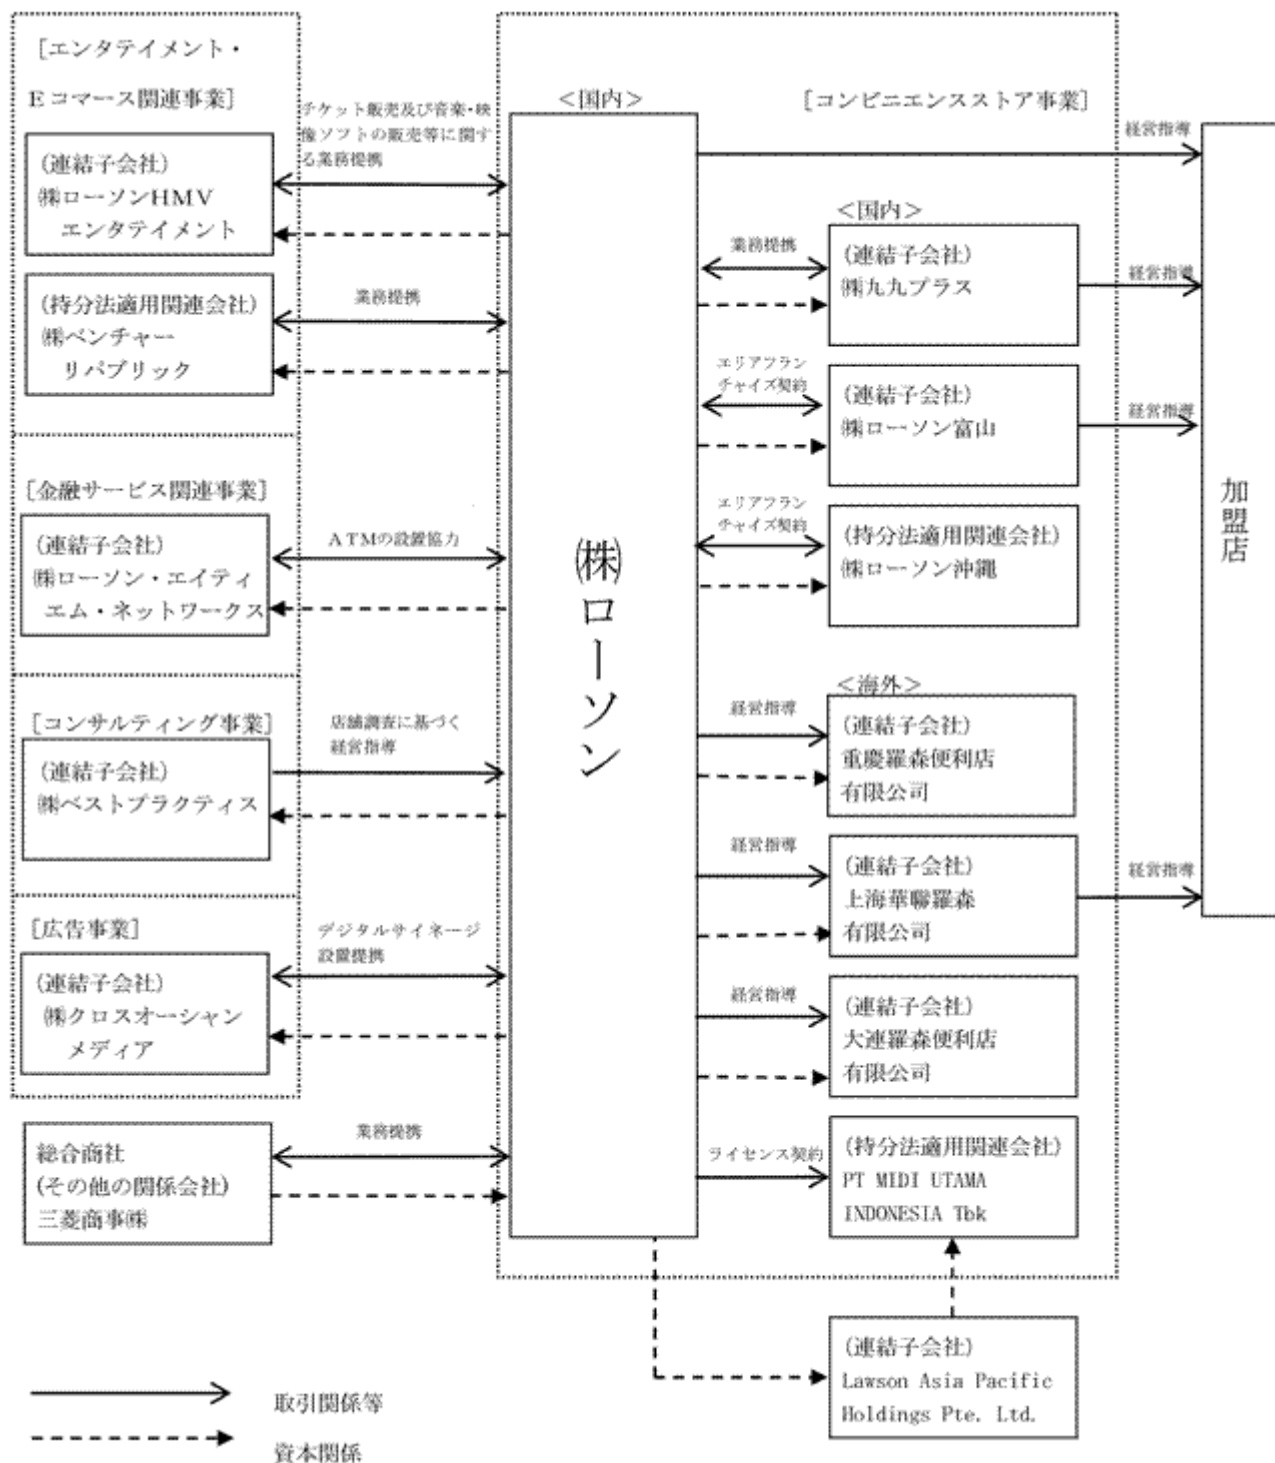 [エンタテイメント・
Eコマース関連事業]
(連結子会社)
㈱ローソンHMV
エンタテイメント
チケット販売及び音楽・映
像ソフトの販売等に関す
る業務提携
(持分法適用関連会社)
㈱ベンチャー
リパブリック
業務提携
[金融サービス関連事業]
(連結子会社)
㈱ローソン・エイティ
エム・ネットワークス
ATMの設置協力
[コンサルティング事業]
(連結子会社)
㈱ベストプラクティス
店舗調査に基づく
経営指導
[広告事業]
(連結子会社)
㈱クロスオーシャン
メディア
デジタルサイネージ
設置提携
総合商社
(その他の関係会社)
三菱商事㈱
業務提携
<国内>
㈱ローソン
[コンビニエンスストア事業]
経営指導
<国内>
業務提携
(連結子会社)
㈱九九プラス
経営指導
エリアフラン
チャイズ契約
(連結子会社)
㈱ローソン富山
経営指導
エリアフラン
チャイズ契約
(持分法適用関連会社)
㈱ローソン沖縄
<海外>
経営指導
(連結子会社)
重慶羅森便利店
有限公司
経営指導
(連結子会社)
上海華聯羅森
有限公司
経営指導
経営指導
(連結子会社)
大連羅森便利店
有限公司
ライセンス契約
(持分法適用関連会社)
PT MIDI UTAMA
INDONESIA Tbk
(連結子会社)
Lawson Asia Pacific
Holdings Pte. Ltd.
加盟店
取引関係等
資本関係